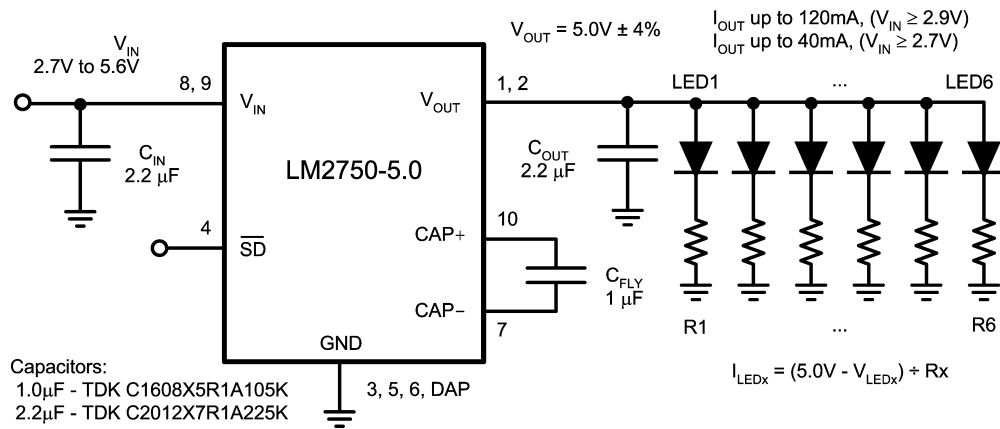 V_IN
2.7V to 5.6V
V_OUT = 5.0V ± 4%
I_OUT up to 120mA, (V_IN ≥ 2.9V)
I_OUT up to 40mA, (V_IN ≥ 2.7V)
8, 9
V_IN
V_OUT
1, 2
LED1
...
LED6
C_IN
2.2 μF
LM2750-5.0
C_OUT
2.2 μF
4
S̅D̅
CAP+
10
C_FLY
1 μF
CAP−
7
R1
...
R6
GND
3, 5, 6, DAP
I_LEDx = (5.0V - V_LEDx) ÷ Rx
Capacitors:
1.0μF - TDK C1608X5R1A105K
2.2μF - TDK C2012X7R1A225K